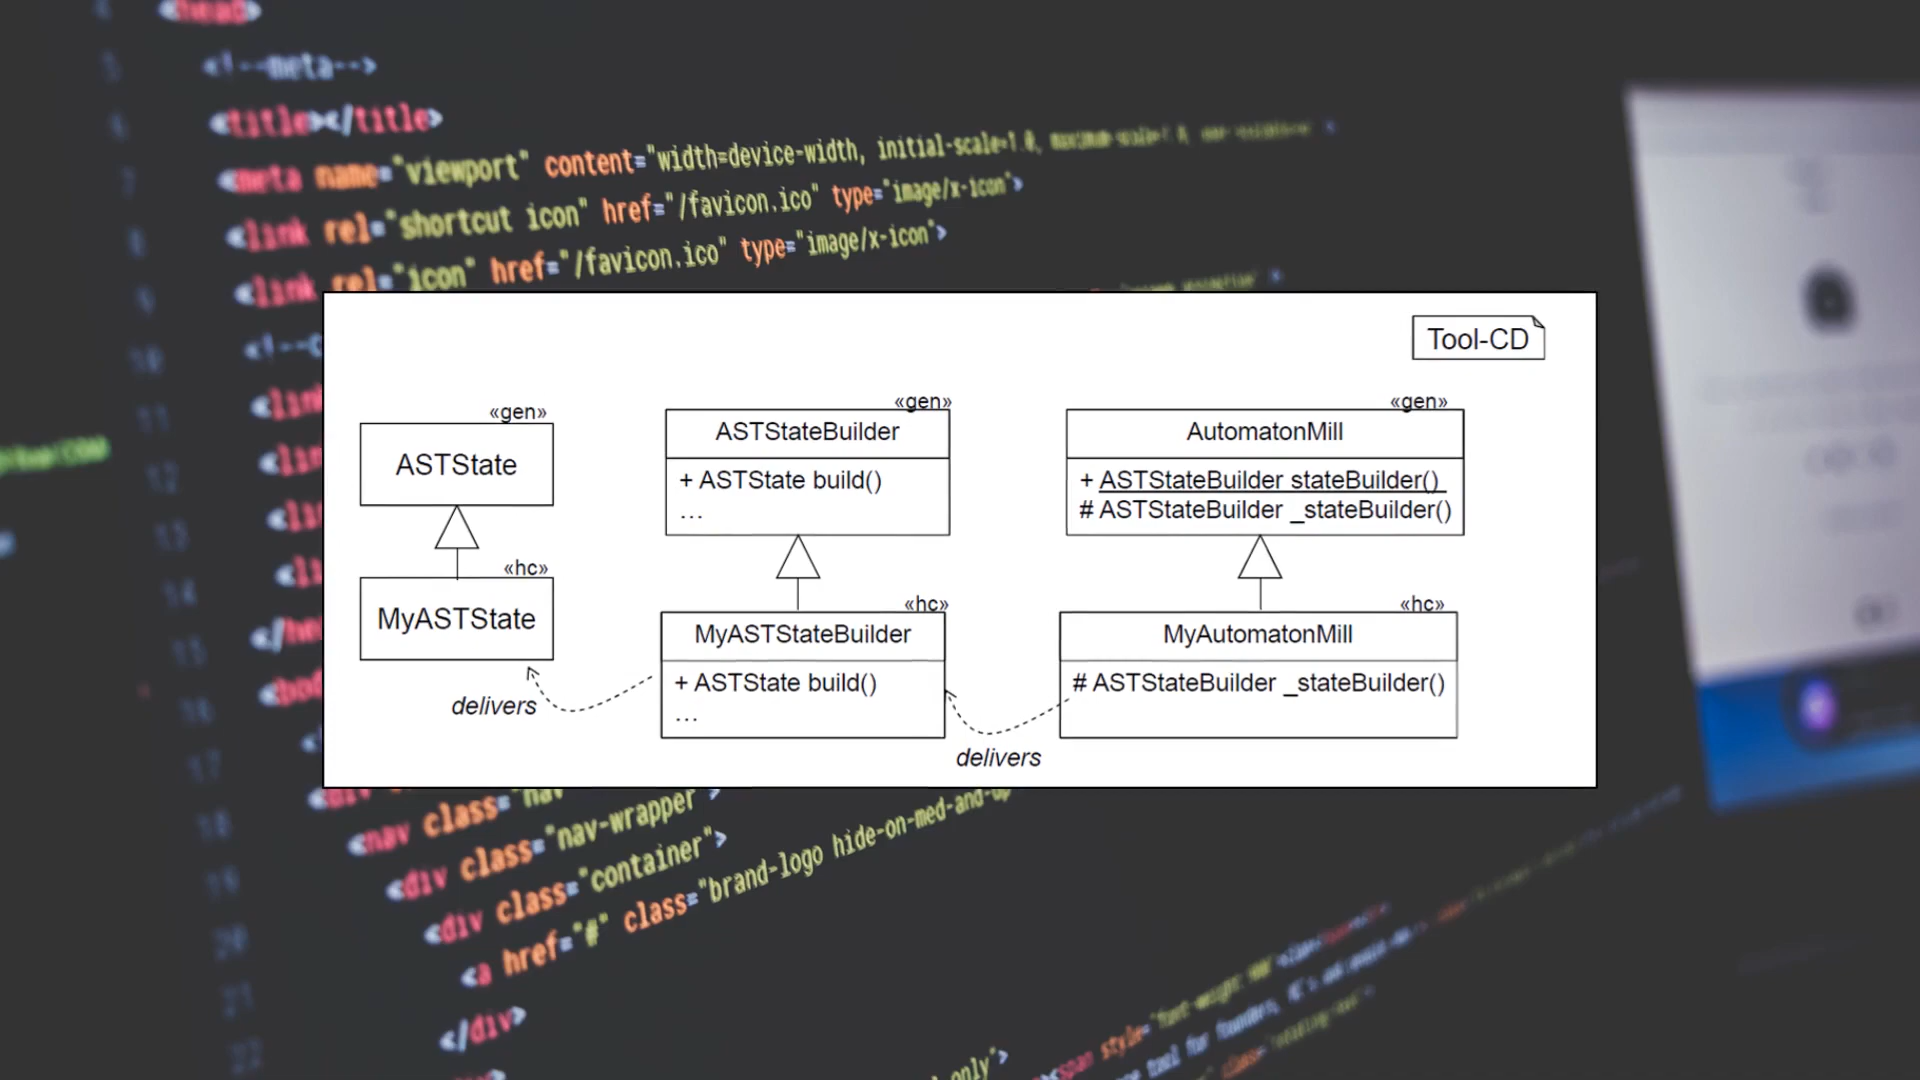 <head>
<!--meta-->
<title></title>
<meta name="viewport" content="width=device-width, initial-scale=1.0,
<link rel="shortcut icon" href="/favicon.ico" type="image/x-icon">
<link rel="icon" href="/favicon.ico" type="image/x-icon">
Tool-CD
«gen»
ASTState
«hc»
MyASTState
delivers
«gen»
ASTStateBuilder
+ ASTState build()
...
«hc»
MyASTStateBuilder
+ ASTState build()
...
delivers
«gen»
AutomatonMill
+ ASTStateBuilder stateBuilder()
# ASTStateBuilder _stateBuilder()
«hc»
MyAutomatonMill
# ASTStateBuilder _stateBuilder()
<nav class="nav
<div class="nav-wrapper">
<div class="container">
<a href="#" class="brand-logo hide-on-med-and-up
</div>